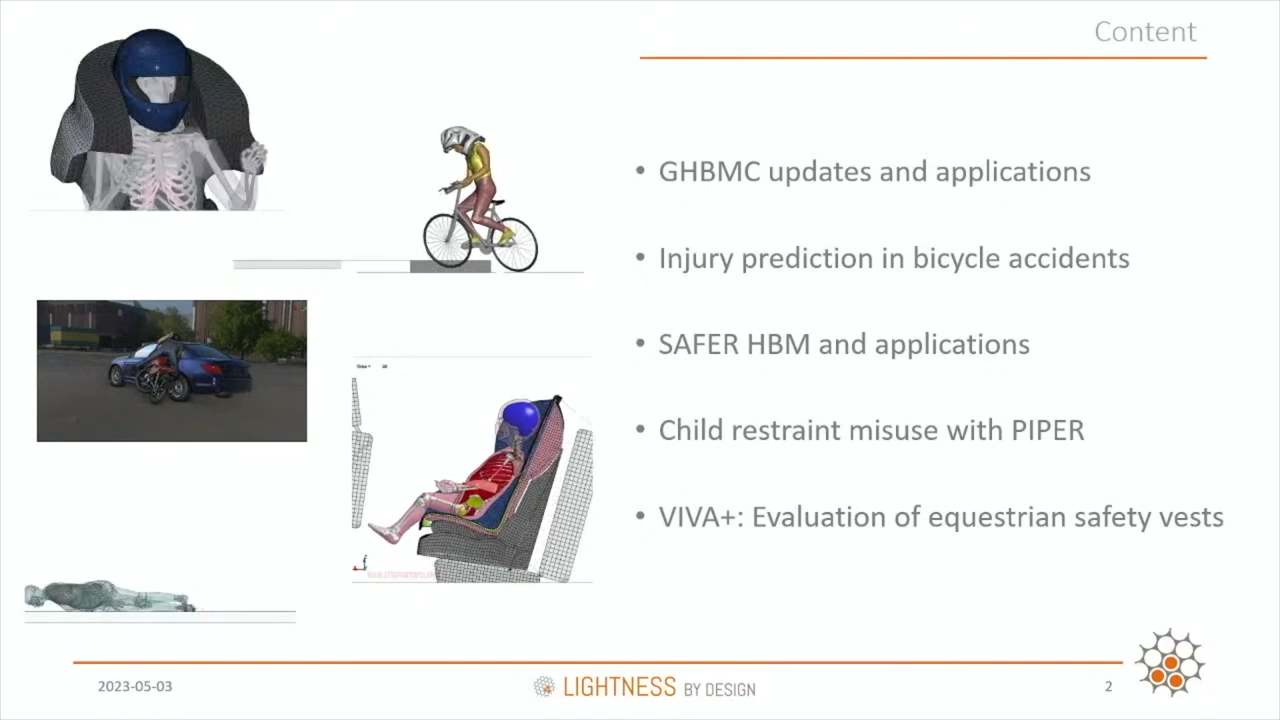 Content
• GHBMC updates and applications
• Injury prediction in bicycle accidents
• SAFER HBM and applications
• Child restraint misuse with PIPER
• VIVA+: Evaluation of equestrian safety vests
2023-05-03
LIGHTNESS BY DESIGN
2